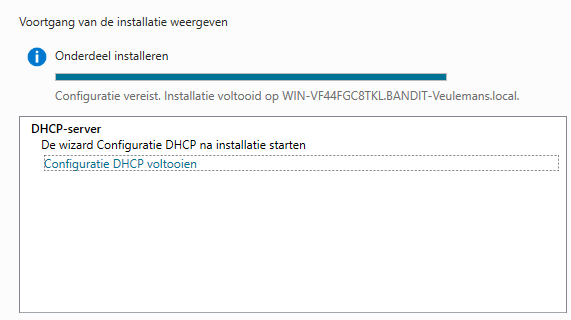 Voortgang van de installatie weergeven
Onderdeel installeren
Configuratie vereist. Installatie voltooid op WIN-VF44FGC8TKL.BANDIT-Veulemans.local.
DHCP-server
De wizard Configuratie DHCP na installatie starten
Configuratie DHCP voltooien